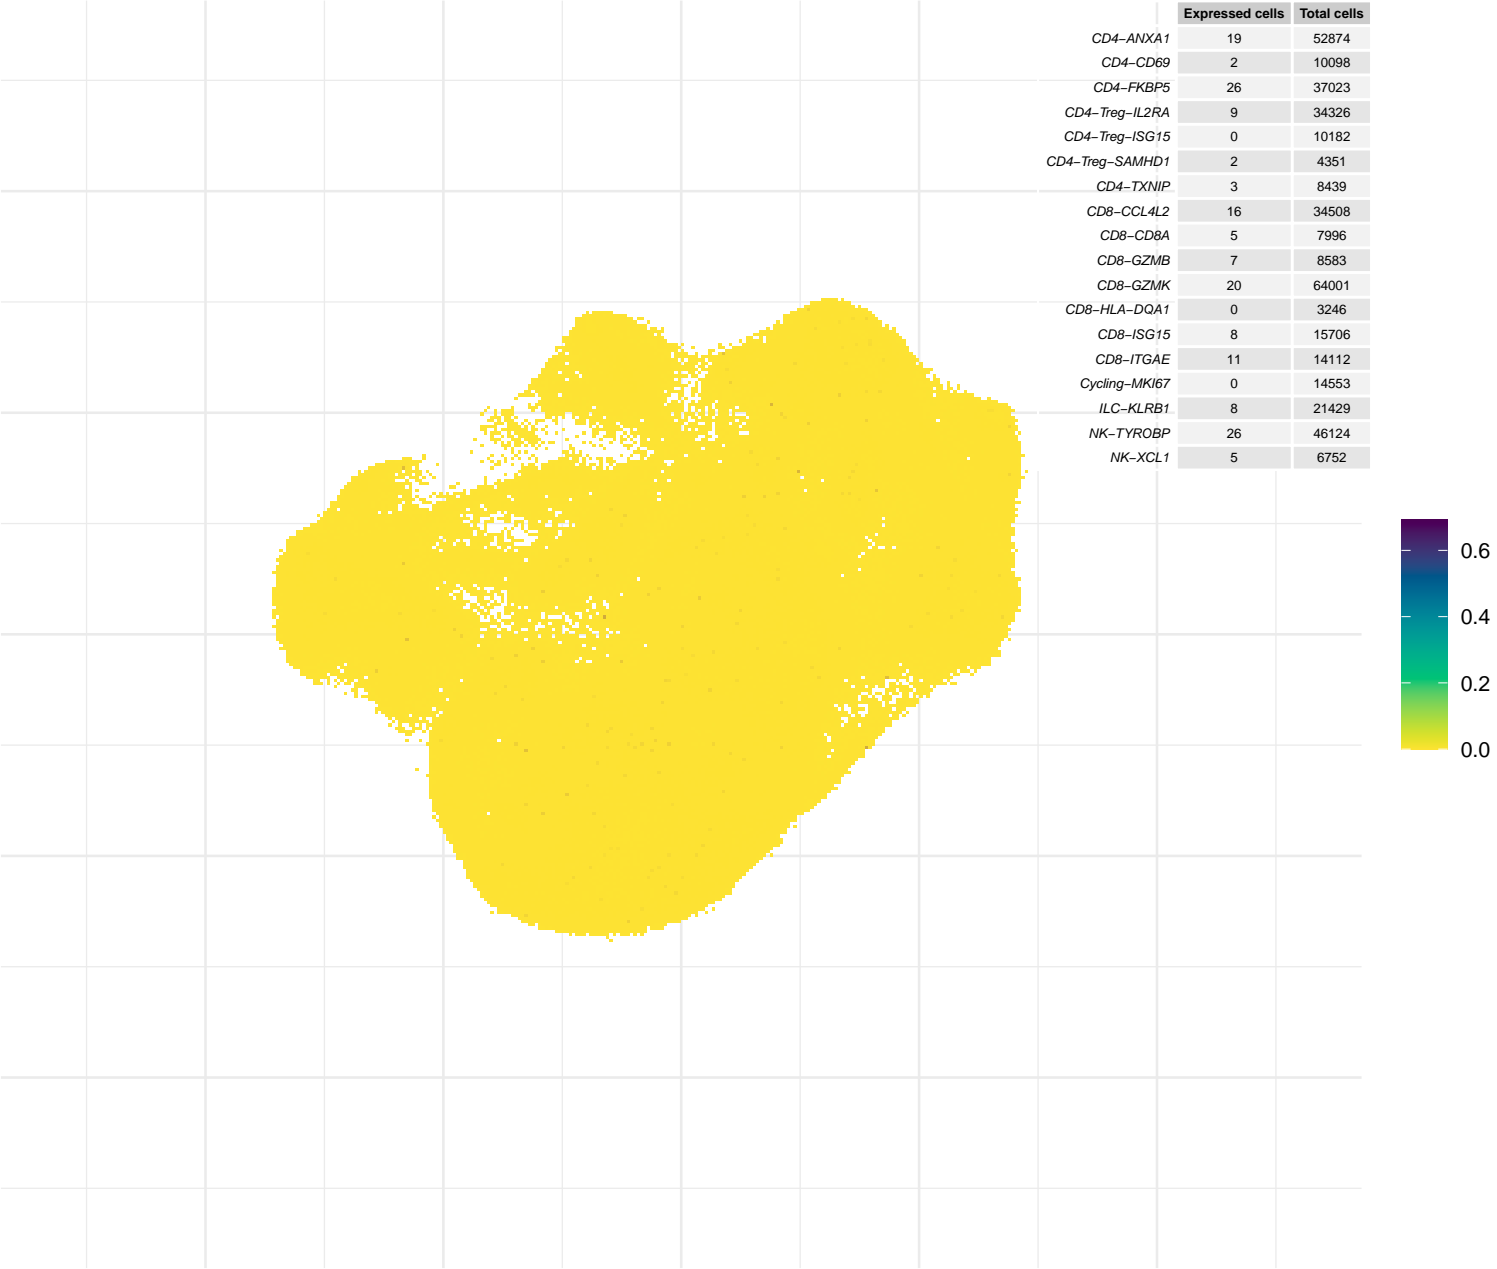 Expressed cells Total cells
CD4−ANXA1 19 52874
CD4−CD69 2 10098
CD4−FKBP5 26 37023
CD4−Treg−IL2RA 9 34326
CD4−Treg−ISG15 0 10182
CD4−Treg−SAMHD1 2 4351
CD4−TXNIP 3 8439
CD8−CCL4L2 16 34508
CD8−CD8A 5 7996
CD8−GZMB 7 8583
CD8−GZMK 20 64001
CD8−HLA−DQA1 0 3246
CD8−ISG15 8 15706
CD8−ITGAE 11 14112
Cycling−MKI67 0 14553
ILC−KLRB1 8 21429
NK−TYROBP 26 46124
NK−XCL1 5 6752
0.6
0.4
0.2
0.0